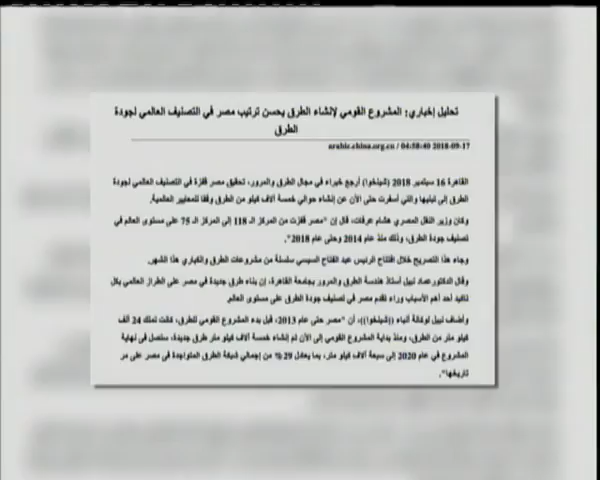 تحليل إخباري: المشروع القومي لإنشاء الطرق يحسن ترتيب مصر في التصنيف العالمي لجودة
الطرق
arabic.china.org.cn / 04:58:40 2018-09-17
القاهرة 16 سبتمبر 2018 (شينخوا) أرجع خبراء في مجال الطرق والمرور، تحقيق مصر قفزة في التصنيف العالمي لجودة
الطرق إلى تبنيها والتي أسفرت حتى الآن عن إنشاء حوالي خمسة آلاف كيلو من الطرق وفقا للمعايير العالمية.
وكان وزير النقل المصري هشام عرفات، قال إن "مصر قفزت من المركز الـ 118 إلى المركز الـ 75 على مستوى العالم في
تصنيف جودة الطرق، وذلك منذ عام 2014 وحتى عام 2018".
وجاء هذا التصريح خلال افتتاح الرئيس عبد الفتاح السيسي سلسلة من مشروعات الطرق والكباري هذا الشهر.
وقال الدكتورعماد نبيل أستاذ هندسة الطرق والمرور بجامعة القاهرة، إن بناء طرق جديدة في مصر على الطراز العالمي بكل
تأكيد أحد أهم الأسباب وراء تقدم مصر في تصنيف جودة الطرق على مستوى العالم.
وأضاف نبيل لوكالة أنباء ((شينخوا))، أن "مصر حتى عام 2013، قبل بدء المشروع القومي للطرق، كانت تملك 24 ألف
كيلو متر من الطرق، ومنذ بداية المشروع القومي إلى الآن تم إنشاء خمسة آلاف كيلو متر طرق جديدة، ستصل في نهاية
المشروع في عام 2020 إلى سبعة آلاف كيلو متر، بما يعادل 29 % من إجمالي شبكة الطرق المتواجدة في مصر على مر
تاريخها".